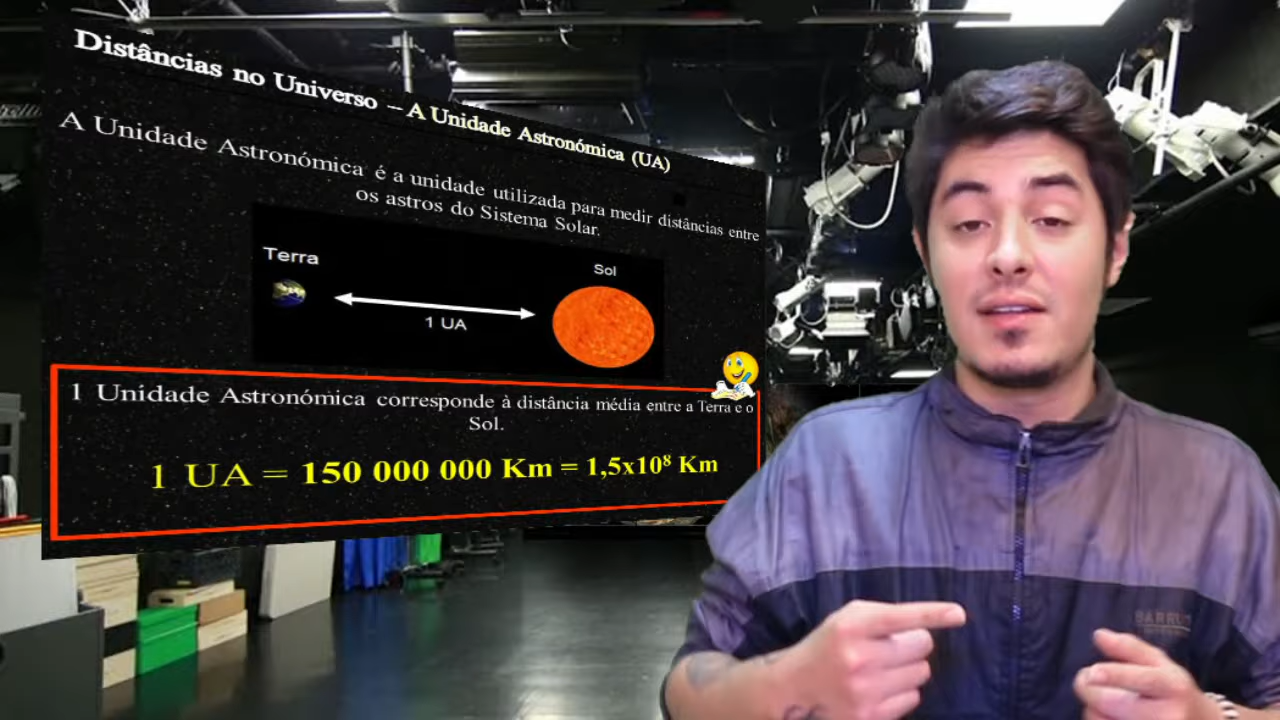 Distâncias no Universo – A Unidade Astronómica (UA)
A Unidade Astronómica é a unidade utilizada para medir distâncias entre
os astros do Sistema Solar.
Terra
Sol
1 UA
1 Unidade Astronómica corresponde à distância média entre a Terra e o
Sol.
1 UA = 150 000 000 Km = 1,5x10⁸ Km